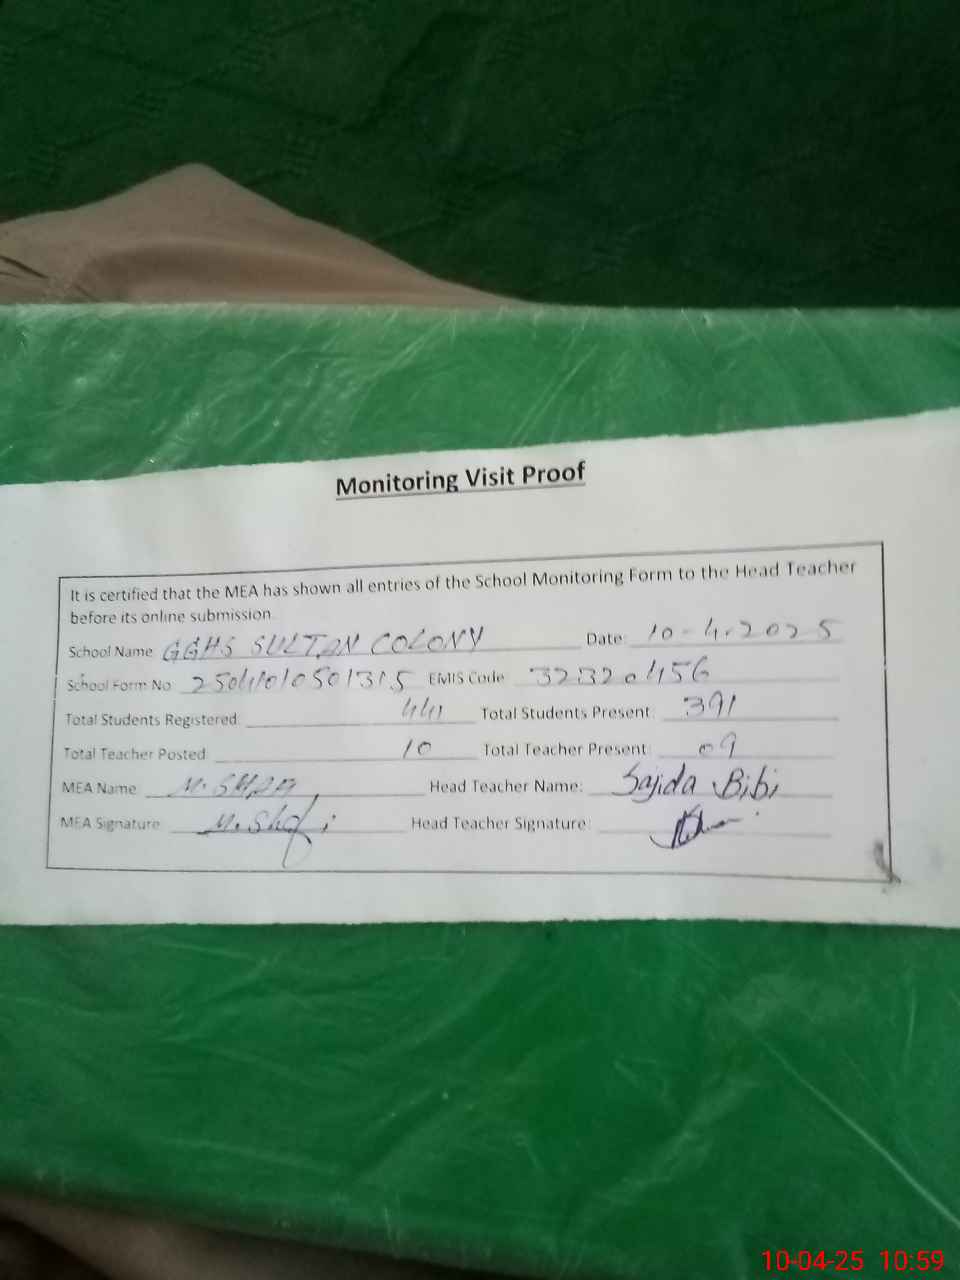 Monitoring Visit Proof
It is certified that the MEA has shown all entries of the School Monitoring Form to the Head Teacher
before its online submission.
School Name GGHS SULTAN COLONY Date: 10-4-2025
School Form No 25041010501315 EMIS Code 32320456
Total Students Registered: 441 Total Students Present: 391
Total Teacher Posted 10 Total Teacher Present 09
MEA Name M. Head Teacher Name: Sajida Bibi
MEA Signature: M. Shafi Head Teacher Signature:
10-04-25 10:59